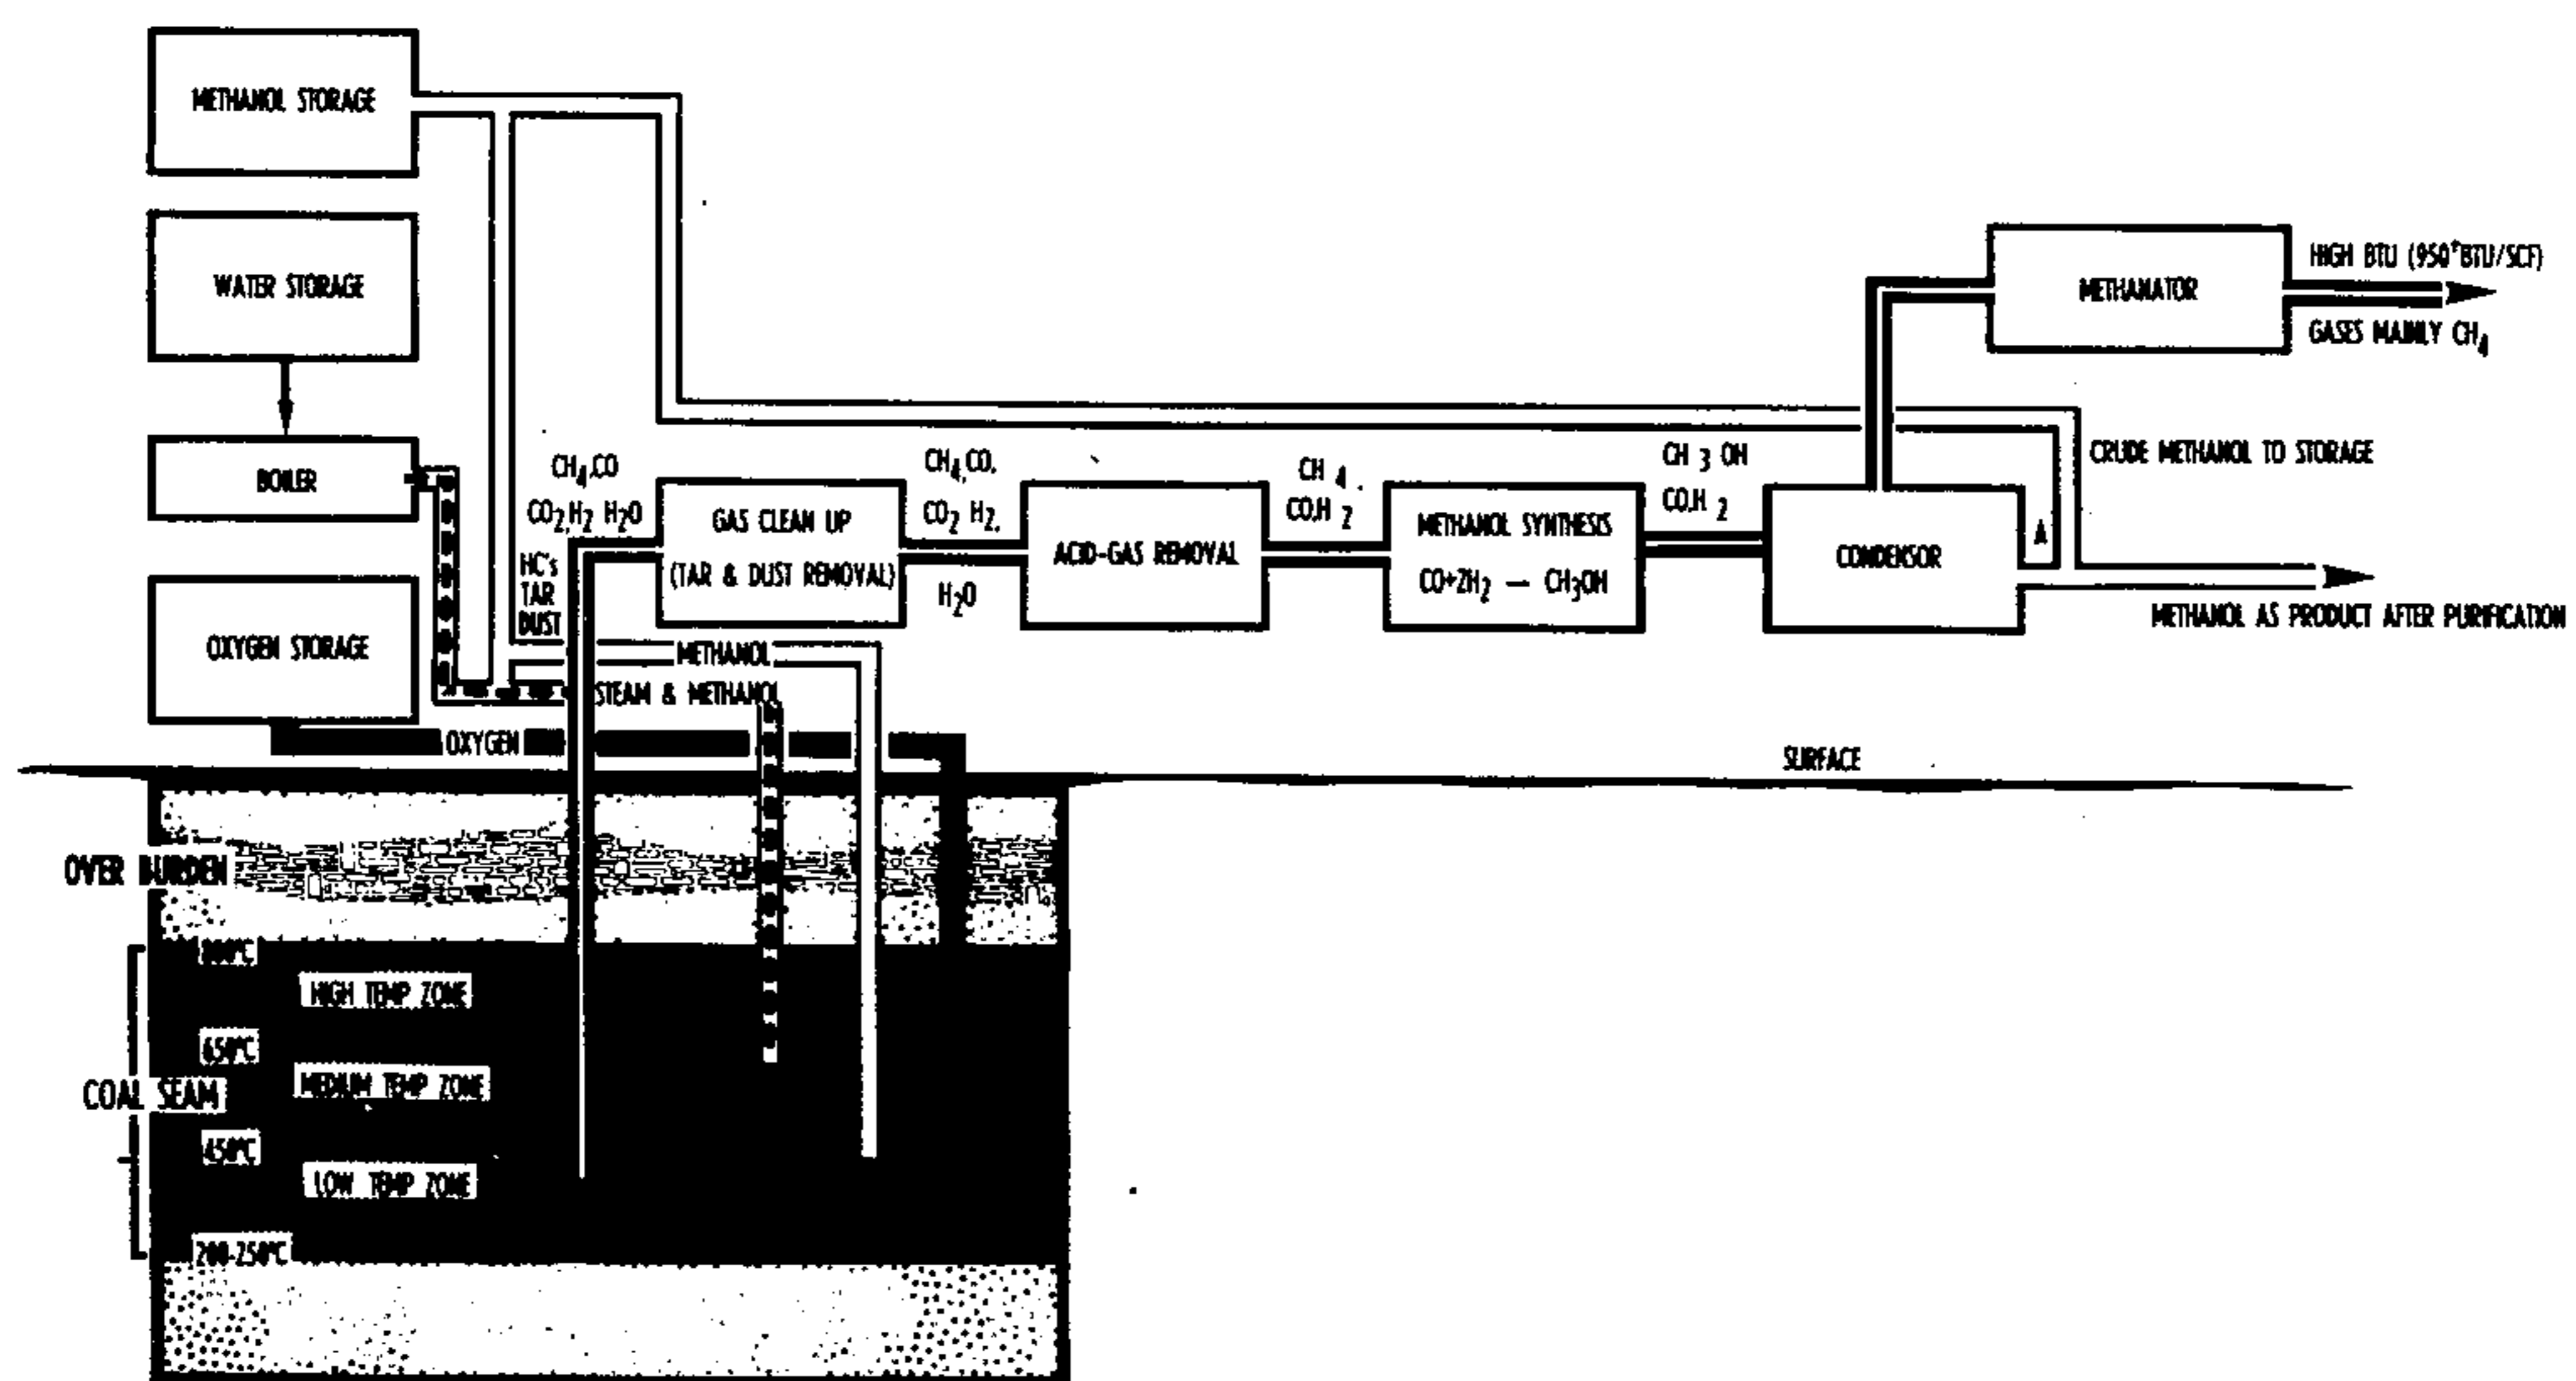 METHANOL STORAGE
WATER STORAGE
BOILER
OXYGEN STORAGE
CH4,CO
CO2,H2 H2O
HC's
TAR
DUST
GAS CLEAN UP
(TAR & DUST REMOVAL)
CH4,CO,
CO2 H2,
H2O
ACID-GAS REMOVAL
CH 4 ,
CO,H 2
METHANOL SYNTHESIS
CO+2H2 — CH3OH
CH 3 OH
CO,H 2
CONDENSOR
METHANATOR
HIGH BTU (950+BTU/SCF)
GASES MAINLY CH4
CRUDE METHANOL TO STORAGE
METHANOL AS PRODUCT AFTER PURIFICATION
METHANOL
STEAM & METHANOL
OXYGEN
SURFACE
OVER BURDEN
HIGH TEMP ZONE
650°C
MEDIUM TEMP ZONE
COAL SEAM
450°C
LOW TEMP ZONE
200-250°C